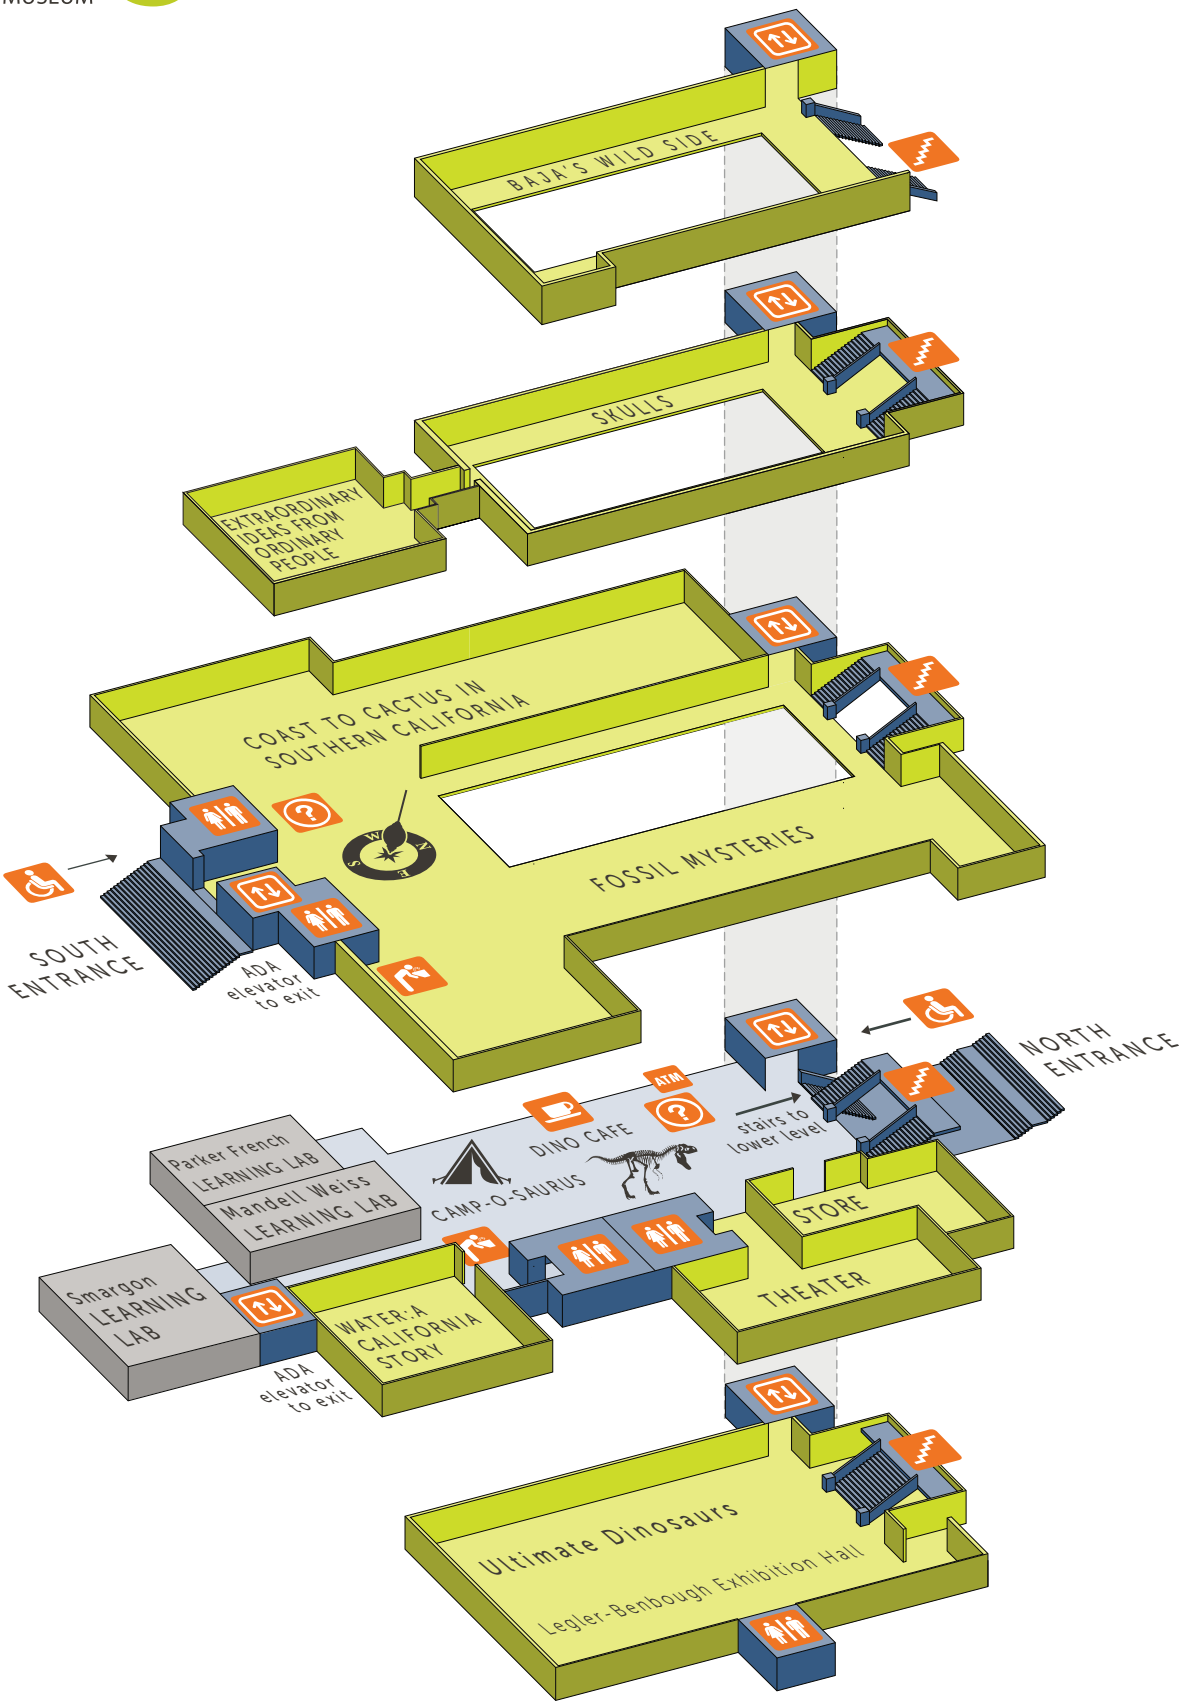 MUSEUM
BAJA'S WILD SIDE
SKULLS
EXTRAORDINARY
IDEAS FROM
ORDINARY
PEOPLE
COAST TO CACTUS IN
SOUTHERN CALIFORNIA
?
W
N
S
E
FOSSIL MYSTERIES
SOUTH
ENTRANCE
ADA
elevator
to exit
NORTH
ENTRANCE
ATM
?
stairs to
lower level
DINO CAFE
Parker French
LEARNING LAB
Mandell Weiss
LEARNING LAB
CAMP-O-SAURUS
STORE
THEATER
Smargon
LEARNING
LAB
WATER: A
CALIFORNIA
STORY
ADA
elevator
to exit
Ultimate Dinosaurs
Legler-Benbough Exhibition Hall